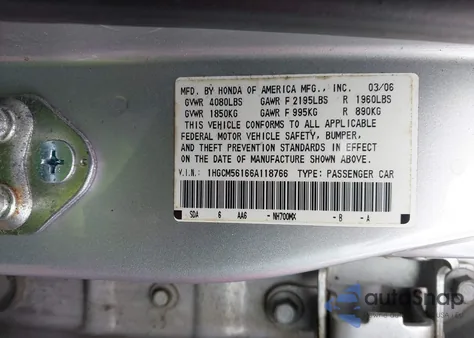 MFD. BY HONDA OF AMERICA MFG., INC. 03/06
GVWR 4080LBS GAWR F 2195LBS R 1960LBS
GVWR 1850KG GAWR F 995KG R 890KG
THIS VEHICLE CONFORMS TO ALL APPLICABLE
FEDERAL MOTOR VEHICLE SAFETY, BUMPER,
AND THEFT PREVENTION STANDARDS IN EFFECT
ON THE DATE OF MANUFACTURE SHOWN ABOVE.
V.I.N.: 1HGCM56166A118766 TYPE: PASSENGER CAR
SDA 6 AA6 -NH700MX -B -A
autoSnap